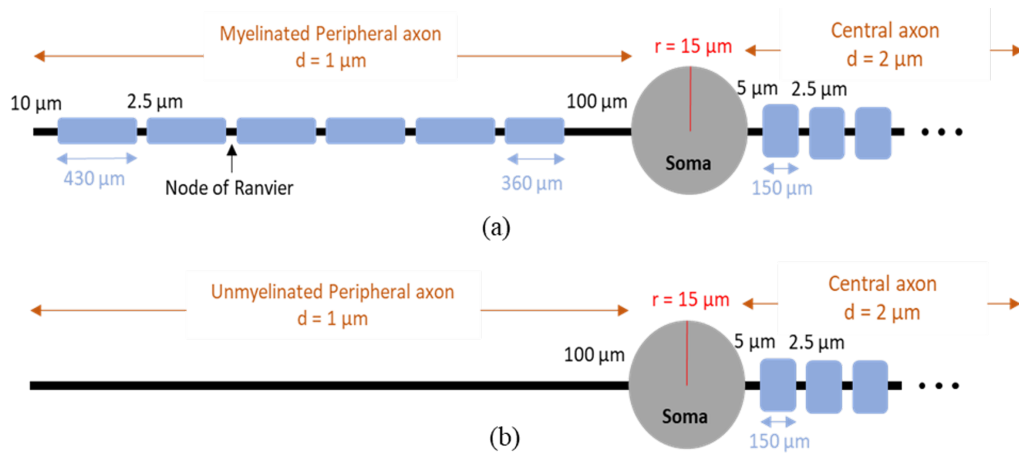 Myelinated Peripheral axon
d = 1 µm
r = 15 µm
Central axon
d = 2 µm
10 µm
2.5 µm
100 µm
5 µm
2.5 µm
Soma
430 µm
Node of Ranvier
360 µm
150 µm
(a)
Unmyelinated Peripheral axon
d = 1 µm
r = 15 µm
Central axon
d = 2 µm
100 µm
5 µm
2.5 µm
Soma
150 µm
(b)